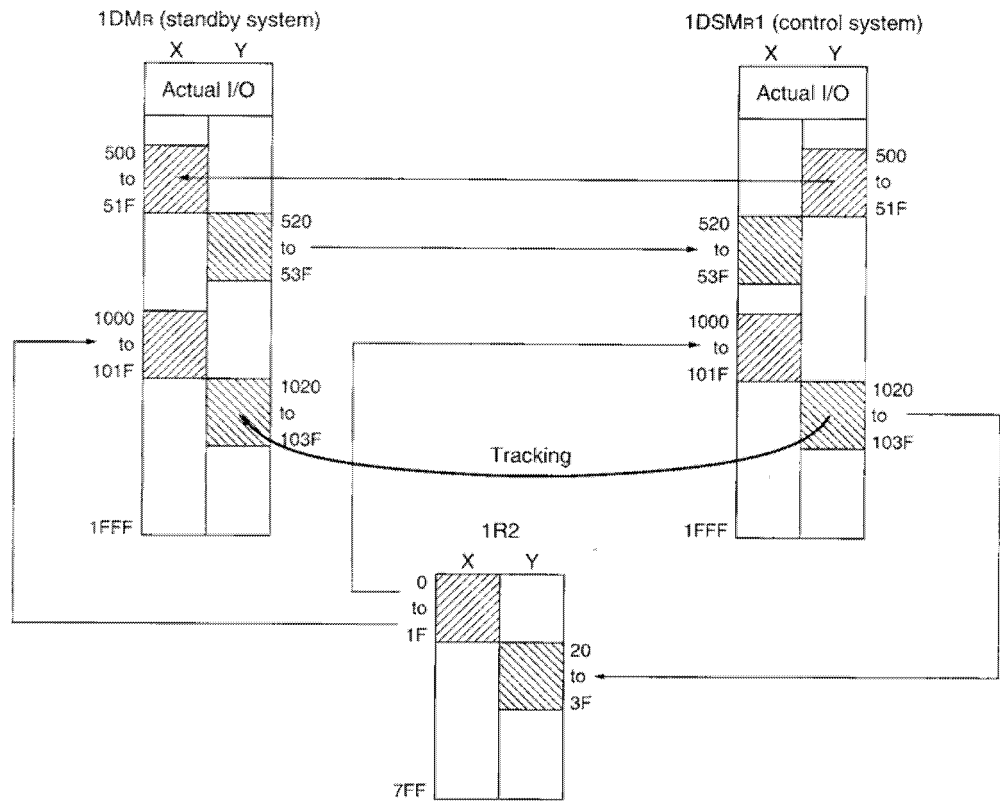 1DMR (standby system)
1DSMR1 (control system)
X Y
X Y
Actual I/O
Actual I/O
500
to
51F
500
to
51F
520
to
53F
520
to
53F
1000
to
101F
1000
to
101F
1020
to
103F
1020
to
103F
Tracking
1FFF
1FFF
1R2
X Y
0
to
1F
20
to
3F
7FF